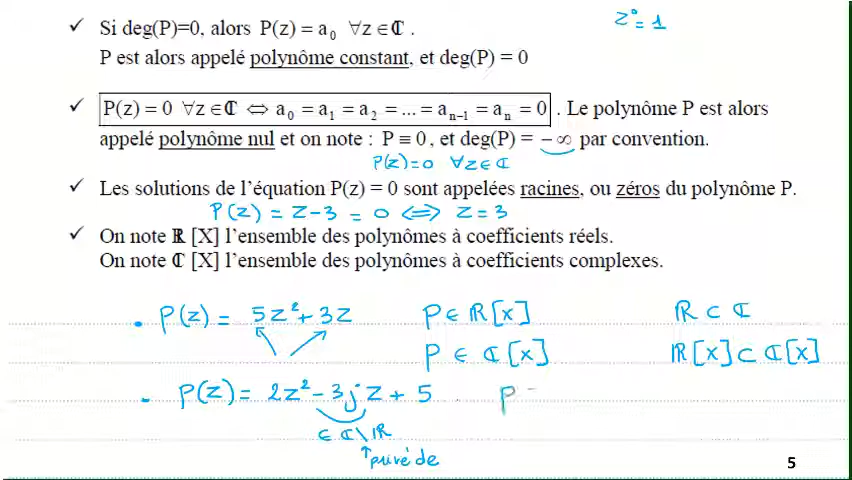 z⁰ = 1
✓ Si deg(P)=0, alors P(z) = a₀ ∀z∈ℂ .
P est alors appelé polynôme constant, et deg(P) = 0
✓ P(z) = 0 ∀z∈ℂ ⇔ a₀ = a₁ = a₂ = ... = aₙ₋₁ = aₙ = 0 . Le polynôme P est alors
appelé polynôme nul et on note : P ≡ 0, et deg(P) = − ∞ par convention.
P(z)=0 ∀z∈ℂ
✓ Les solutions de l'équation P(z) = 0 sont appelées racines, ou zéros du polynôme P.
P(z) = z-3 = 0 ⇔ z = 3
✓ On note ℝ [X] l'ensemble des polynômes à coefficients réels.
On note ℂ [X] l'ensemble des polynômes à coefficients complexes.
• P(z) = 5z² + 3z P ∈ ℝ[x] ℝ ⊂ ℂ
P ∈ ℂ[x] ℝ[x] ⊂ ℂ[x]
• P(z) = 2z² - 3j z + 5 P
∈ ℂ\ℝ
↑ privé de
5